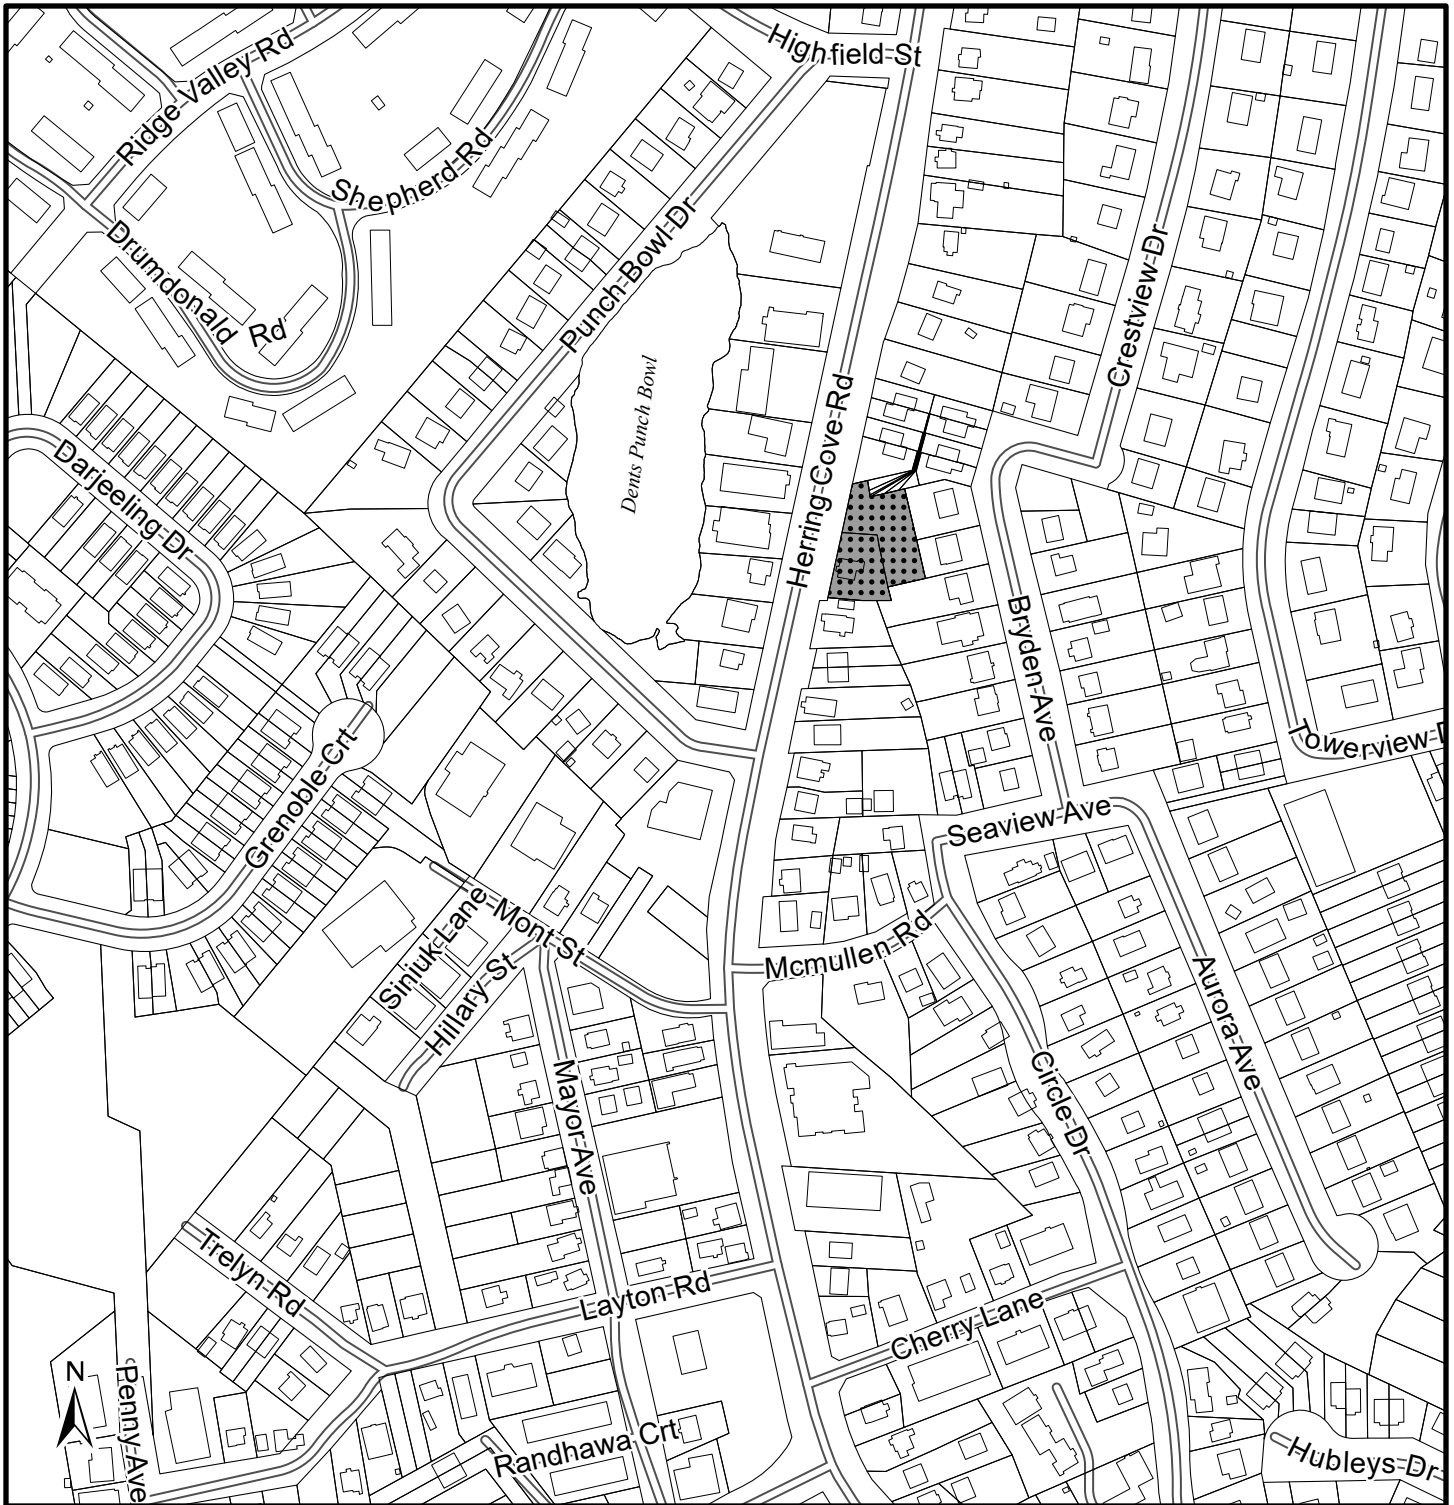 Highfield St
Ridge Valley Rd
Shepherd Rd
Punch Bowl Dr
Drumdonald Rd
Crestview Dr
Dents Punch Bowl
Herring Cove Rd
Darjeeling Dr
Bryden Ave
Towerview D
Grenoble Crt
Seaview Ave
Siniuk Lane
Mont St
Mcmullen Rd
Hillary St
Aurora Ave
Mayor Ave
Circle Dr
Trelyn Rd
Layton Rd
Cherry Lane
N
Penny Ave
Randhawa Crt
Hubleys Dr